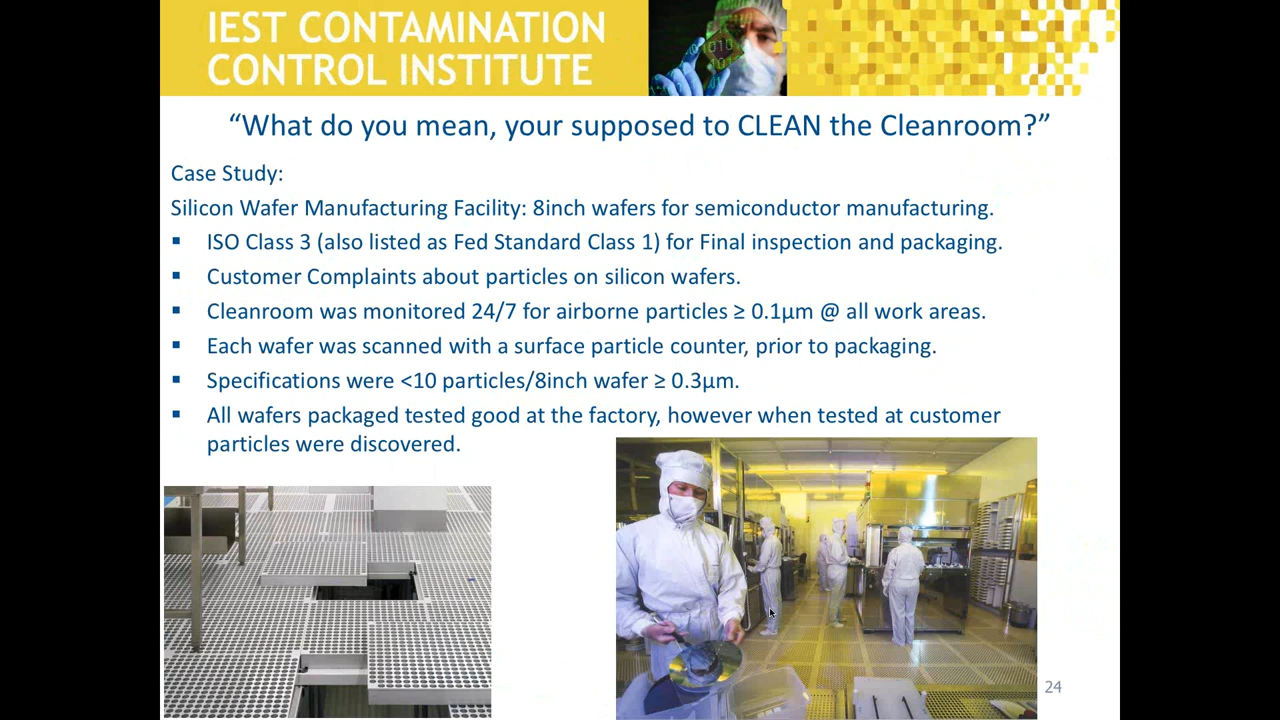 IEST CONTAMINATION
CONTROL INSTITUTE
“What do you mean, your supposed to CLEAN the Cleanroom?”
Case Study:
Silicon Wafer Manufacturing Facility: 8inch wafers for semiconductor manufacturing.
▪ ISO Class 3 (also listed as Fed Standard Class 1) for Final inspection and packaging.
▪ Customer Complaints about particles on silicon wafers.
▪ Cleanroom was monitored 24/7 for airborne particles ≥ 0.1µm @ all work areas.
▪ Each wafer was scanned with a surface particle counter, prior to packaging.
▪ Specifications were <10 particles/8inch wafer ≥ 0.3µm.
▪ All wafers packaged tested good at the factory, however when tested at customer
particles were discovered.
24